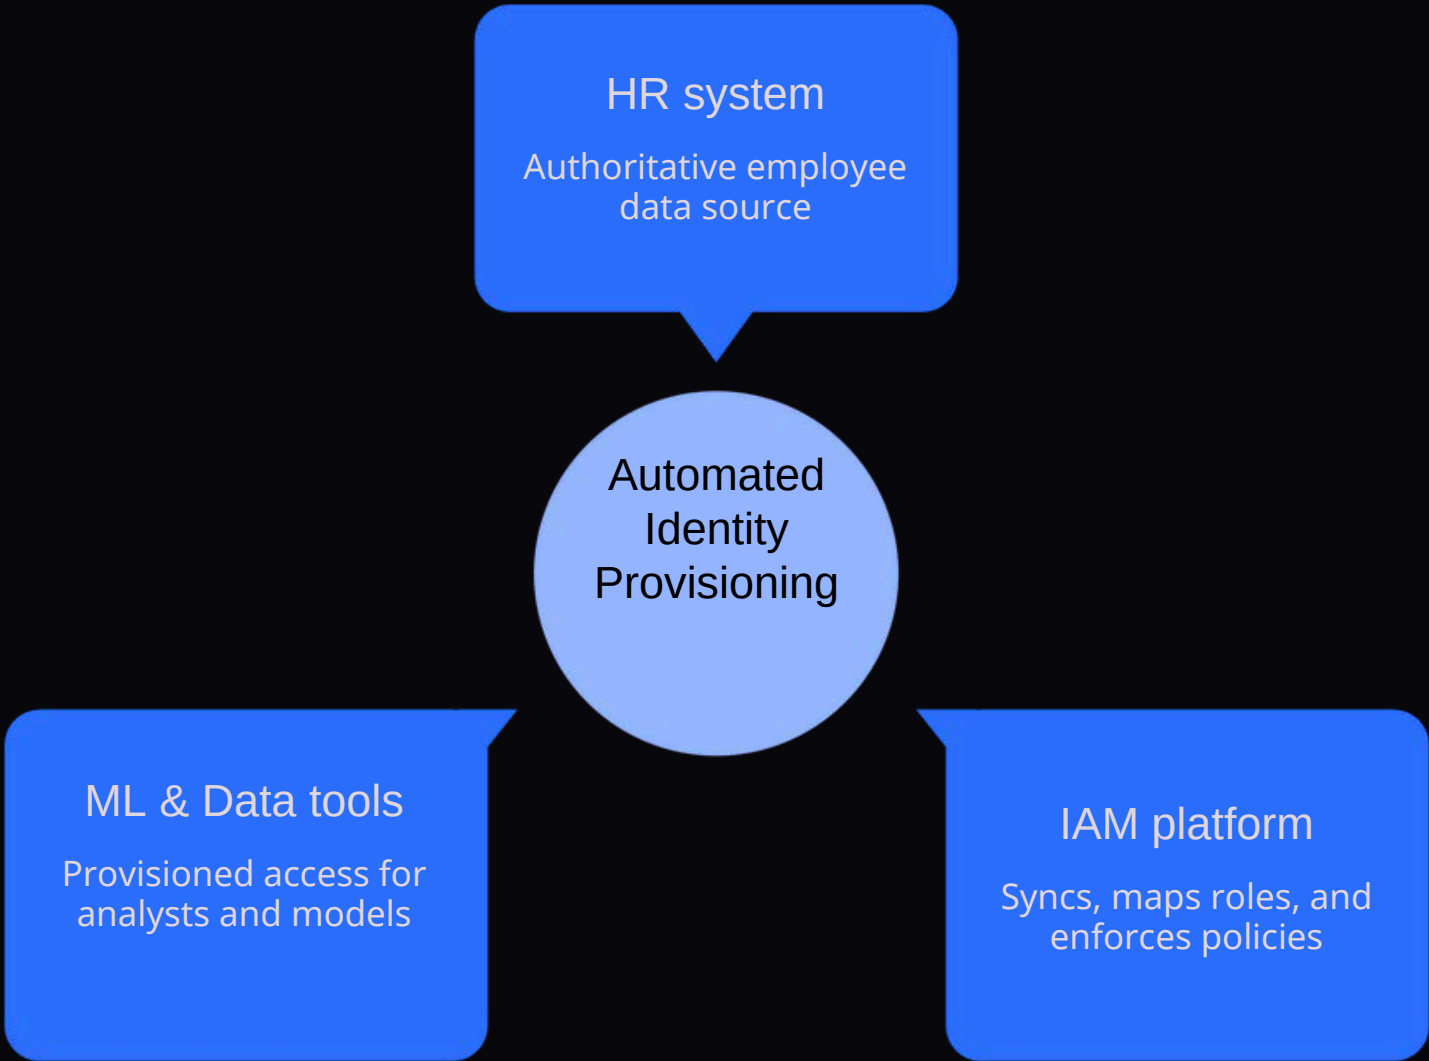 HR system
Authoritative employee
data source
Automated
Identity
Provisioning
ML & Data tools
Provisioned access for
analysts and models
IAM platform
Syncs, maps roles, and
enforces policies